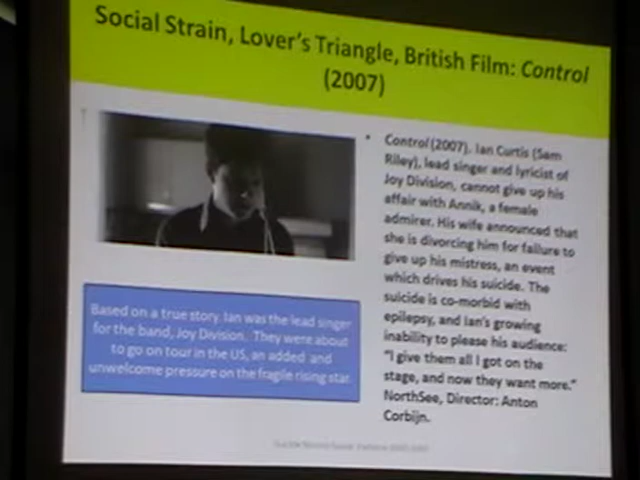 Social Strain, Lover's Triangle, British Film: Control
(2007)
• Control (2007). Ian Curtis (Sam
Riley), lead singer and lyricist of
Joy Division, cannot give up his
affair with Annik, a female
admirer. His wife announced that
she is divorcing him for failure to
give up his mistress, an event
which drives his suicide. The
suicide is co-morbid with
epilepsy, and Ian's growing
inability to please his audience:
"I give them all I got on the
stage, and now they want more."
NorthSee, Director: Anton
Corbijn.
Based on a true story. Ian was the lead singer
for the band, Joy Division. They were about
to go on tour in the US, an added and
unwelcome pressure on the fragile rising star.